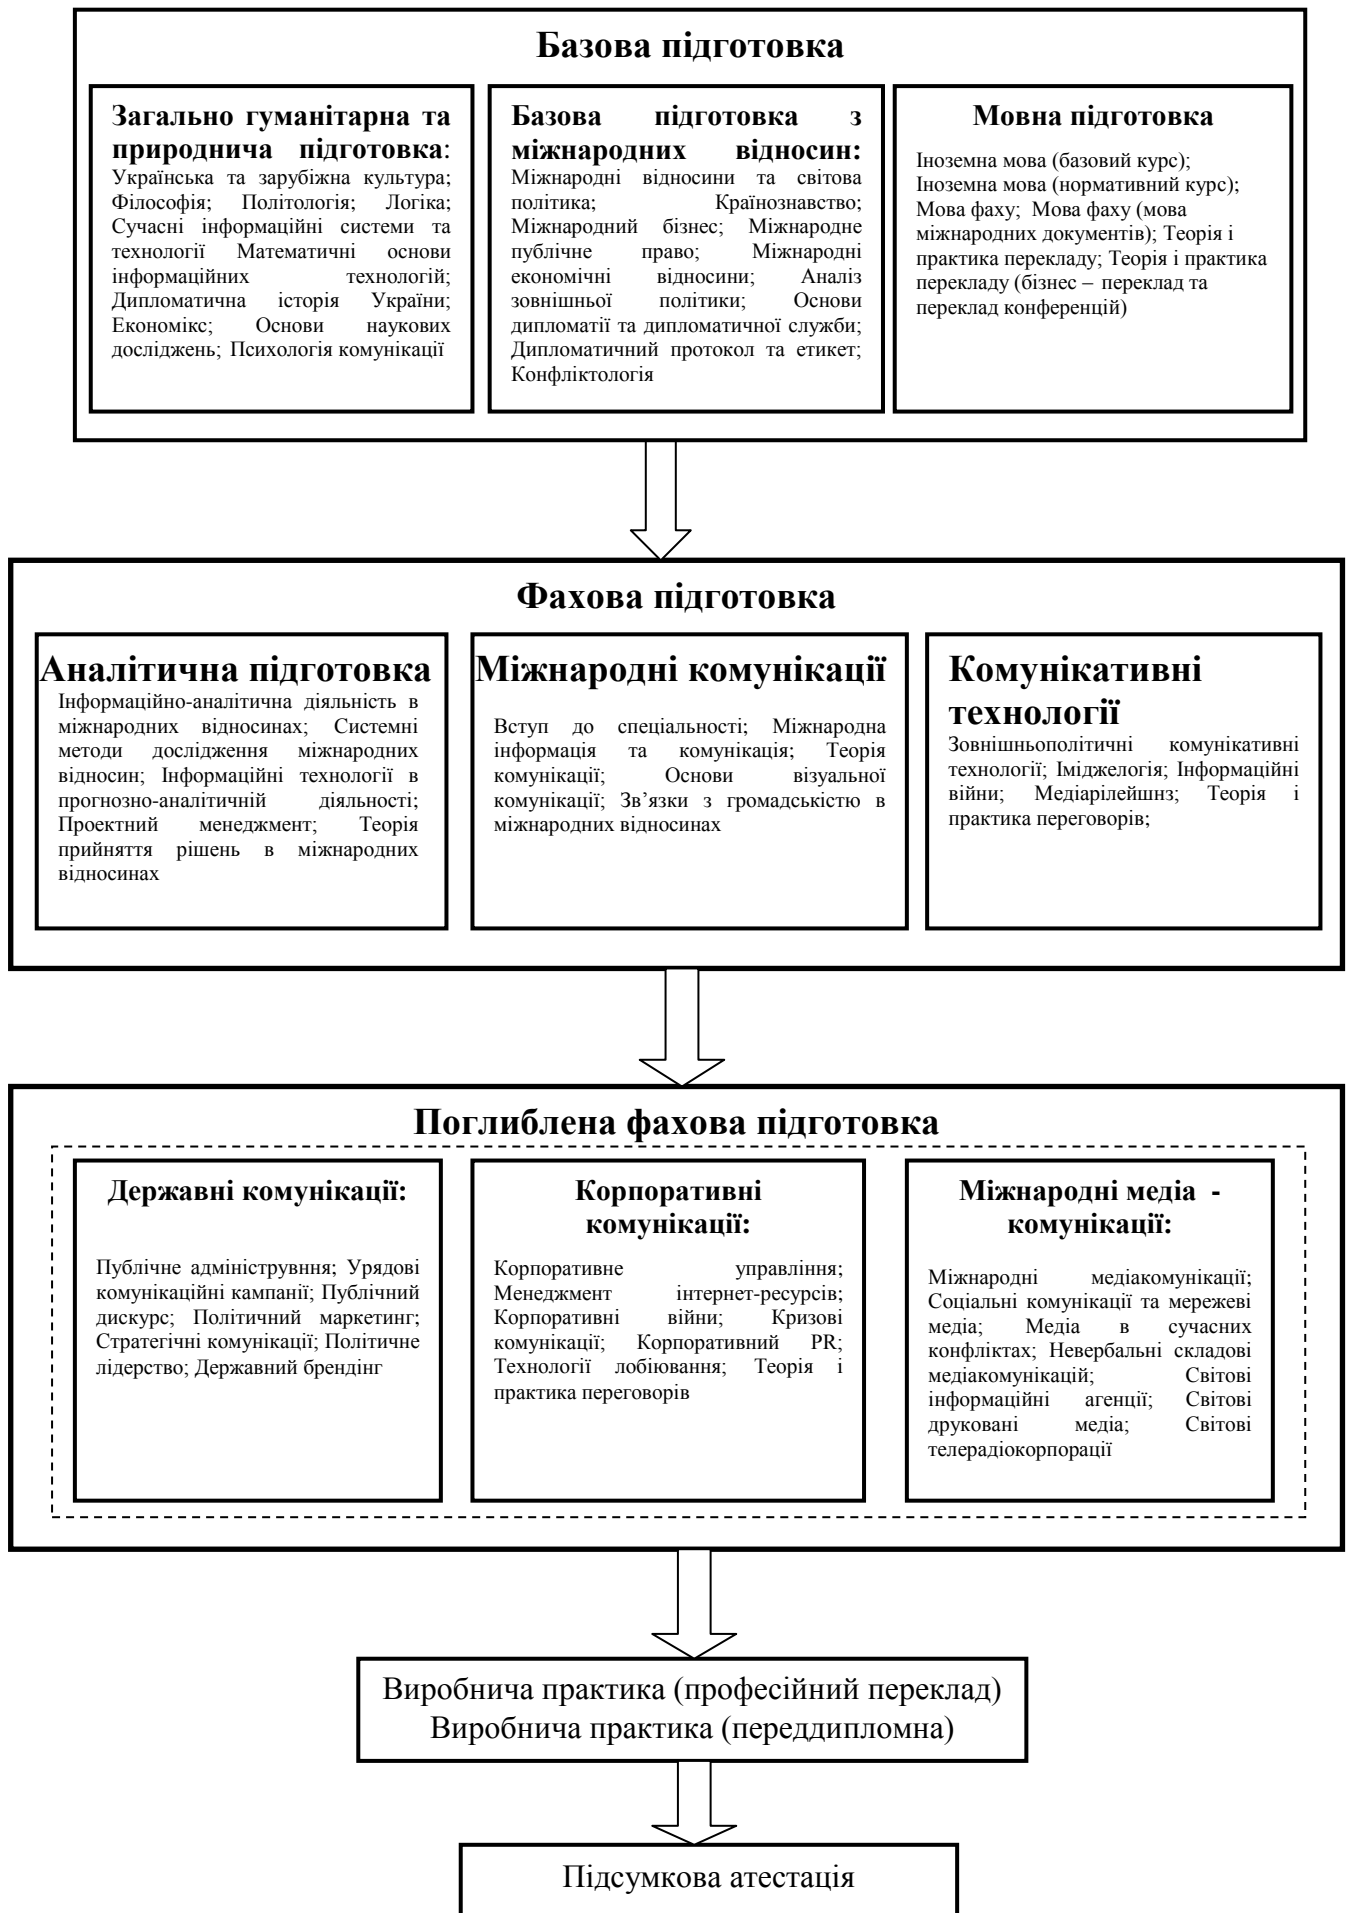 Базова підготовка
Загально гуманітарна та
природнича підготовка:
Українська та зарубіжна культура;
Філософія; Політологія; Логіка;
Сучасні інформаційні системи та
технології Математичні основи
інформаційних технологій;
Дипломатична історія України;
Економікс; Основи наукових
досліджень; Психологія комунікації
Базова підготовка з
міжнародних відносин:
Міжнародні відносини та світова
політика; Країнознавство;
Міжнародний бізнес; Міжнародне
публічне право; Міжнародні
економічні відносини; Аналіз
зовнішньої політики; Основи
дипломатії та дипломатичної служби;
Дипломатичний протокол та етикет;
Конфліктологія
Мовна підготовка
Іноземна мова (базовий курс);
Іноземна мова (нормативний курс);
Мова фаху; Мова фаху (мова
міжнародних документів); Теорія і
практика перекладу; Теорія і практика
перекладу (бізнес – переклад та
переклад конференцій)
Фахова підготовка
Аналітична підготовка
Інформаційно-аналітична діяльність в
міжнародних відносинах; Системні
методи дослідження міжнародних
відносин; Інформаційні технології в
прогнозно-аналітичній діяльності;
Проектний менеджмент; Теорія
прийняття рішень в міжнародних
відносинах
Міжнародні комунікації
Вступ до спеціальності; Міжнародна
інформація та комунікація; Теорія
комунікації; Основи візуальної
комунікації; Зв’язки з громадськістю в
міжнародних відносинах
Комунікативні
технології
Зовнішньополітичні комунікативні
технології; Іміджелогія; Інформаційні
війни; Медіарілейшнз; Теорія і
практика переговорів;
Поглиблена фахова підготовка
Державні комунікації:
Публічне адмініструвння; Урядові
комунікаційні кампанії; Публічний
дискурс; Політичний маркетинг;
Стратегічні комунікації; Політичне
лідерство; Державний брендінг
Корпоративні
комунікації:
Корпоративне управління;
Менеджмент інтернет-ресурсів;
Корпоративні війни; Кризові
комунікації; Корпоративний PR;
Технології лобіювання; Теорія і
практика переговорів
Міжнародні медіа -
комунікації:
Міжнародні медіакомунікації;
Соціальні комунікації та мережеві
медіа; Медіа в сучасних
конфліктах; Невербальні складові
медіакомунікацій; Світові
інформаційні агенції; Світові
друковані медіа; Світові
телерадіокорпорації
Виробнича практика (професійний переклад)
Виробнича практика (переддипломна)
Підсумкова атестація